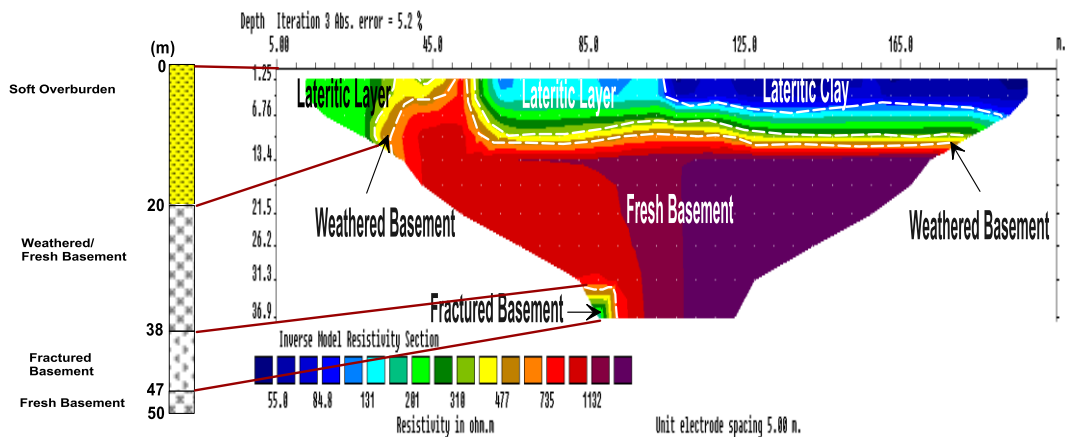 Depth Iteration 3 Abs. error = 5.2 %
(m)
5.00 45.0 85.0 125.0 165.0 m.
0
1.25
Soft Overburden
Lateritic Layer
Lateritic Layer
Lateritic Clay
6.76
13.4
20
21.5
Weathered Basement
Fresh Basement
Weathered Basement
Weathered/
Fresh Basement
26.2
31.3
Fractured Basement
36.9
38
Inverse Model Resistivity Section
Fractured
Basement
47
Fresh Basement
50
55.0 84.8 131 201 310 477 735 1132
Resistivity in ohm.m
Unit electrode spacing 5.00 m.